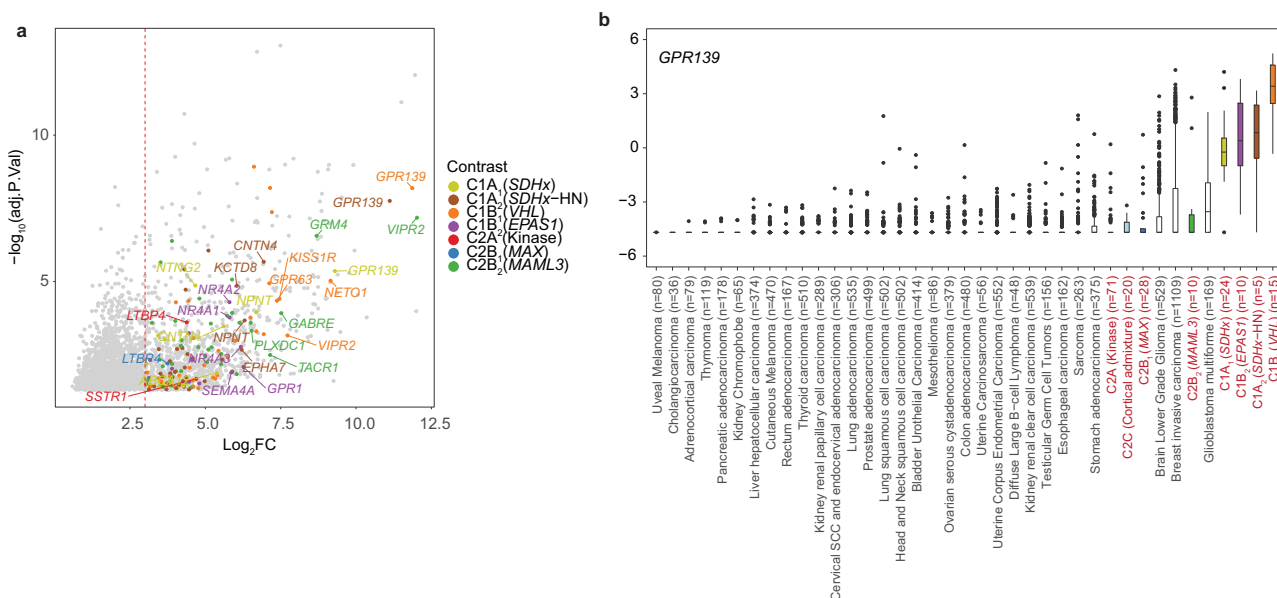 a
−log10(adj.P.Val)
10
5
2.5
5.0
7.5
10.0
12.5
Log2FC
GPR139
GPR139
GRM4
VIPR2
CNTN4
KISS1R
NTNG2
KCTD8
GPR63
GPR139
NR4A2
NPNT
NETO1
NR4A1
GABRE
LTBP4
NPNT
PLXDC1
VIPR2
LTBP4
NR4A3
EPHA7
TACR1
GPR1
SSTR1
SEMA4A
Contrast
C1A1(SDHx)
C1A2(SDHx−HN)
C1B1(VHL)
C1B2(EPAS1)
C2A(Kinase)
C2B1(MAX)
C2B2(MAML3)
b
GPR139
6
3
0
−3
−6
Uveal Melanoma (n=80)
Cholangiocarcinoma (n=36)
Adrenocortical carcinoma (n=79)
Thymoma (n=119)
Pancreatic adenocarcinoma (n=178)
Kidney Chromophobe (n=65)
Liver hepatocellular carcinoma (n=374)
Cutaneous Melanoma (n=470)
Rectum adenocarcinoma (n=167)
Thyroid carcinoma (n=510)
Kidney renal papillary cell carcinoma (n=289)
Cervical SCC and endocervical adenocarcinoma (n=306)
Lung adenocarcinoma (n=535)
Prostate adenocarcinoma (n=499)
Lung squamous cell carcinoma (n=502)
Head and Neck squamous cell carcinoma (n=502)
Bladder Urothelial Carcinoma (n=414)
Mesothelioma (n=86)
Ovarian serous cystadenocarcinoma (n=379)
Colon adenocarcinoma (n=480)
Uterine Carcinosarcoma (n=56)
Uterine Corpus Endometrial Carcinoma (n=552)
Diffuse Large B−cell Lymphoma (n=48)
Kidney renal clear cell carcinoma (n=539)
Testicular Germ Cell Tumors (n=156)
Esophageal carcinoma (n=162)
Sarcoma (n=263)
Stomach adenocarcinoma (n=375)
C2A (Kinase) (n=71)
C2C (Cortical admixture) (n=20)
C2B1 (MAX) (n=28)
Brain Lower Grade Glioma (n=529)
Breast invasive carcinoma (n=1109)
C2B2 (MAML3) (n=10)
Glioblastoma multiforme (n=169)
C1A1 (SDHx) (n=24)
C1B2 (EPAS1) (n=10)
C1A2 (SDHx−HN) (n=5)
C1B1 (VHL) (n=15)